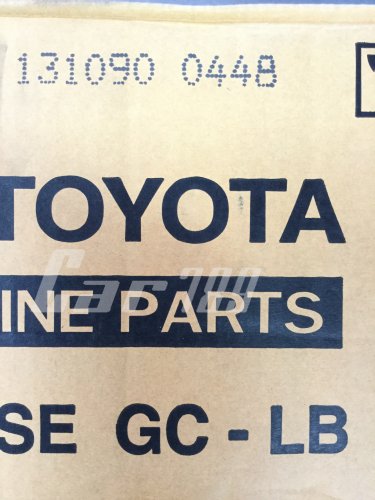 131090 0448
TOYOTA
INE PARTS
SE GC-LB